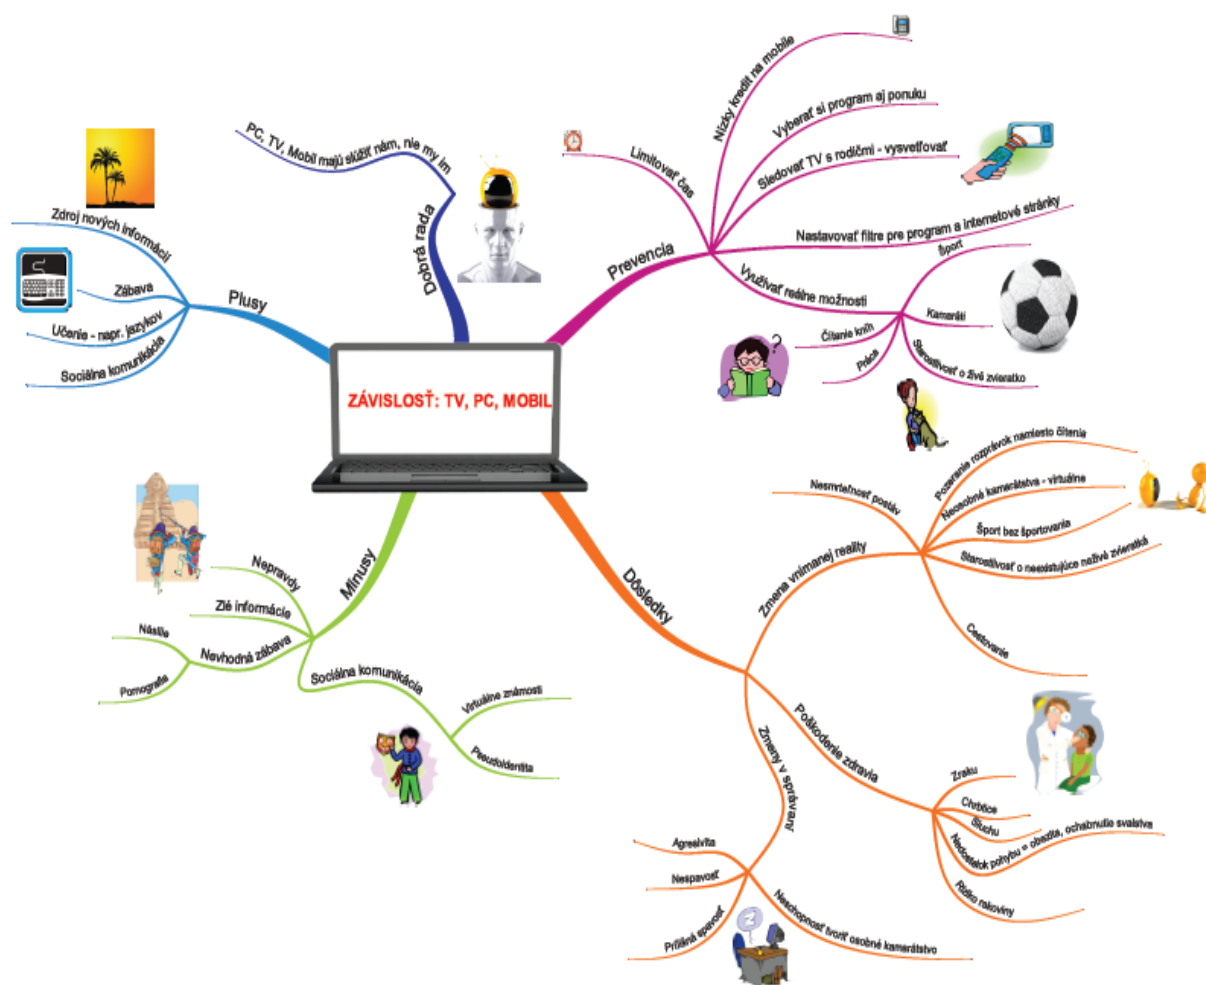 ZÁVISLOSŤ: TV, PC, MOBIL
Dobrá rada
PC, TV, Mobil majú slúžiť nám, nie my im
Prevencia
Limitovať čas
Nízky kredit na mobile
Vyberať si program aj ponuku
Sledovať TV s rodičmi - vysvetľovať
Nastavovať filtre pre program a internetové stránky
Využívať reálne možnosti
Šport
Kamaráti
Starostlivosť o živé zvieratko
Čítanie kníh
Práca
?
Plusy
Zdroj nových informácií
Zábava
Učenie - napr. jazykov
Sociálna komunikácia
Mínusy
Nepravdy
Zlé informácie
Nevhodná zábava
Násilie
Pornografia
Sociálna komunikácia
Virtuálne známosti
Pseudoidentita
Dôsledky
Zmena vnímanej reality
Nesmrteľnosť postáv
Pozeranie rozprávok namiesto čítania
Neosobné kamarátstva - virtuálne
Šport bez športovania
Starostlivosť o neexistujúce neživé zvieratká
Cestovanie
Poškodenie zdravia
Zraku
Chrbtice
Sluchu
Nedostatok pohybu = obezita, ochabnutie svalstva
Riziko rakoviny
Zmeny v správaní
Agresivita
Nespavosť
Prílišná spavosť
Neschopnosť tvoriť osobné kamarátstvo
Z